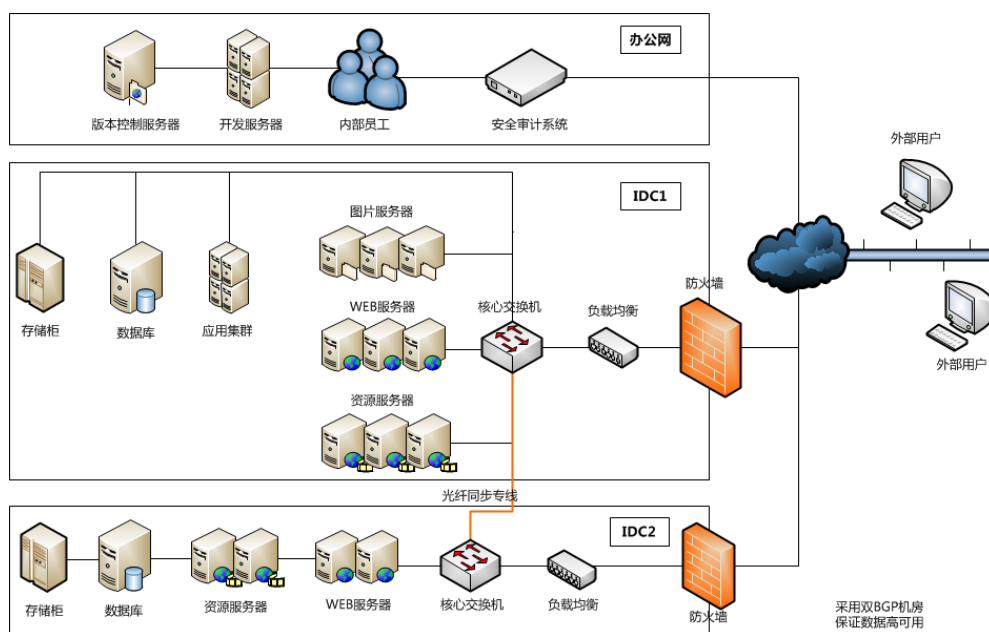 办公网
版本控制服务器
开发服务器
内部员工
安全审计系统
外部用户
IDC1
图片服务器
存储柜
数据库
应用集群
WEB服务器
核心交换机
负载均衡
防火墙
外部用户
资源服务器
光纤同步专线
IDC2
存储柜
数据库
资源服务器
WEB服务器
核心交换机
负载均衡
防火墙
采用双BGP机房
保证数据高可用